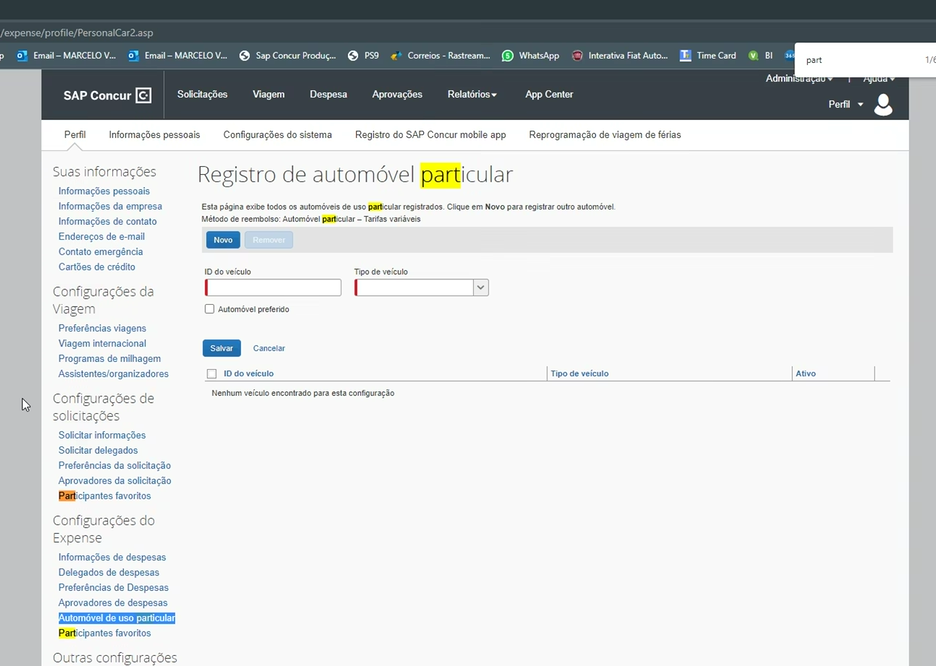 /expense/profile/PersonalCar2.asp
Email – MARCELO V... Email – MARCELO V... Sap Concur Produç... PS9 Correios - Rastream... WhatsApp Interativa Fiat Auto... Time Card BI
part 1/6
Administração Ajuda
SAP Concur C Solicitações Viagem Despesa Aprovações Relatórios App Center
Perfil
Perfil Informações pessoais Configurações do sistema Registro do SAP Concur mobile app Reprogramação de viagem de férias
Suas informações
Informações pessoais
Informações da empresa
Informações de contato
Endereços de e-mail
Contato emergência
Cartões de crédito
Configurações da
Viagem
Preferências viagens
Viagem internacional
Programas de milhagem
Assistentes/organizadores
Configurações de
solicitações
Solicitar informações
Solicitar delegados
Preferências da solicitação
Aprovadores da solicitação
Participantes favoritos
Configurações do
Expense
Informações de despesas
Delegados de despesas
Preferências de Despesas
Aprovadores de despesas
Automóvel de uso particular
Participantes favoritos
Outras configurações
Registro de automóvel particular
Esta página exibe todos os automóveis de uso particular registrados. Clique em Novo para registrar outro automóvel.
Método de reembolso: Automóvel particular – Tarifas variáveis
Novo Remover
ID do veículo Tipo de veículo
Automóvel preferido
Salvar Cancelar
ID do veículo Tipo de veículo Ativo
Nenhum veículo encontrado para esta configuração